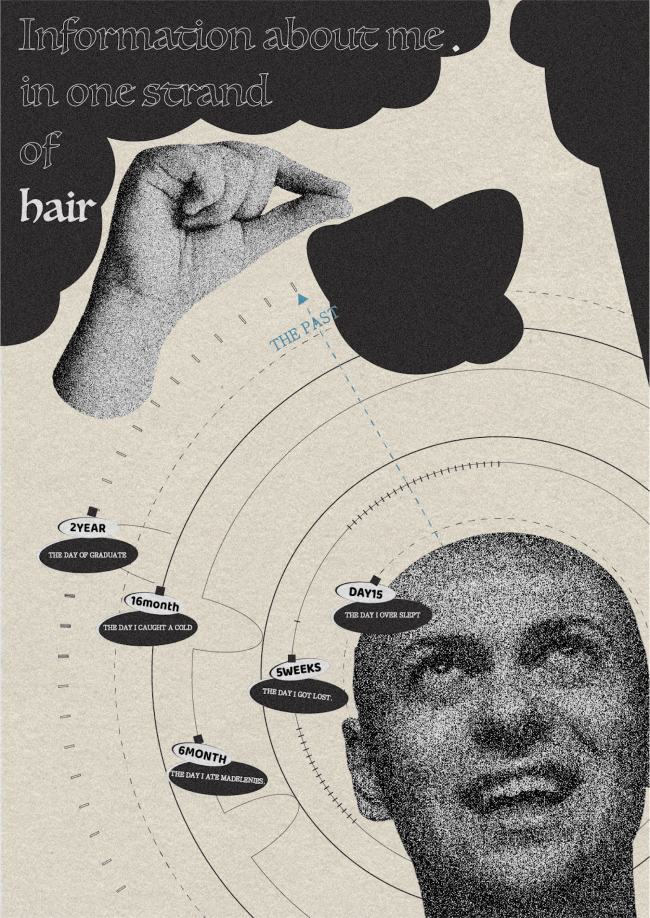 Information about me.
in one strand
of
hair
THE PAST
2YEAR
THE DAY OF GRADUATE
16month
THE DAY I CAUGHT A COLD
DAY15
THE DAY I OVER SLEPT
5WEEKS
THE DAY I GOT LOST.
6MONTH
THE DAY I ATE MADELENIES.